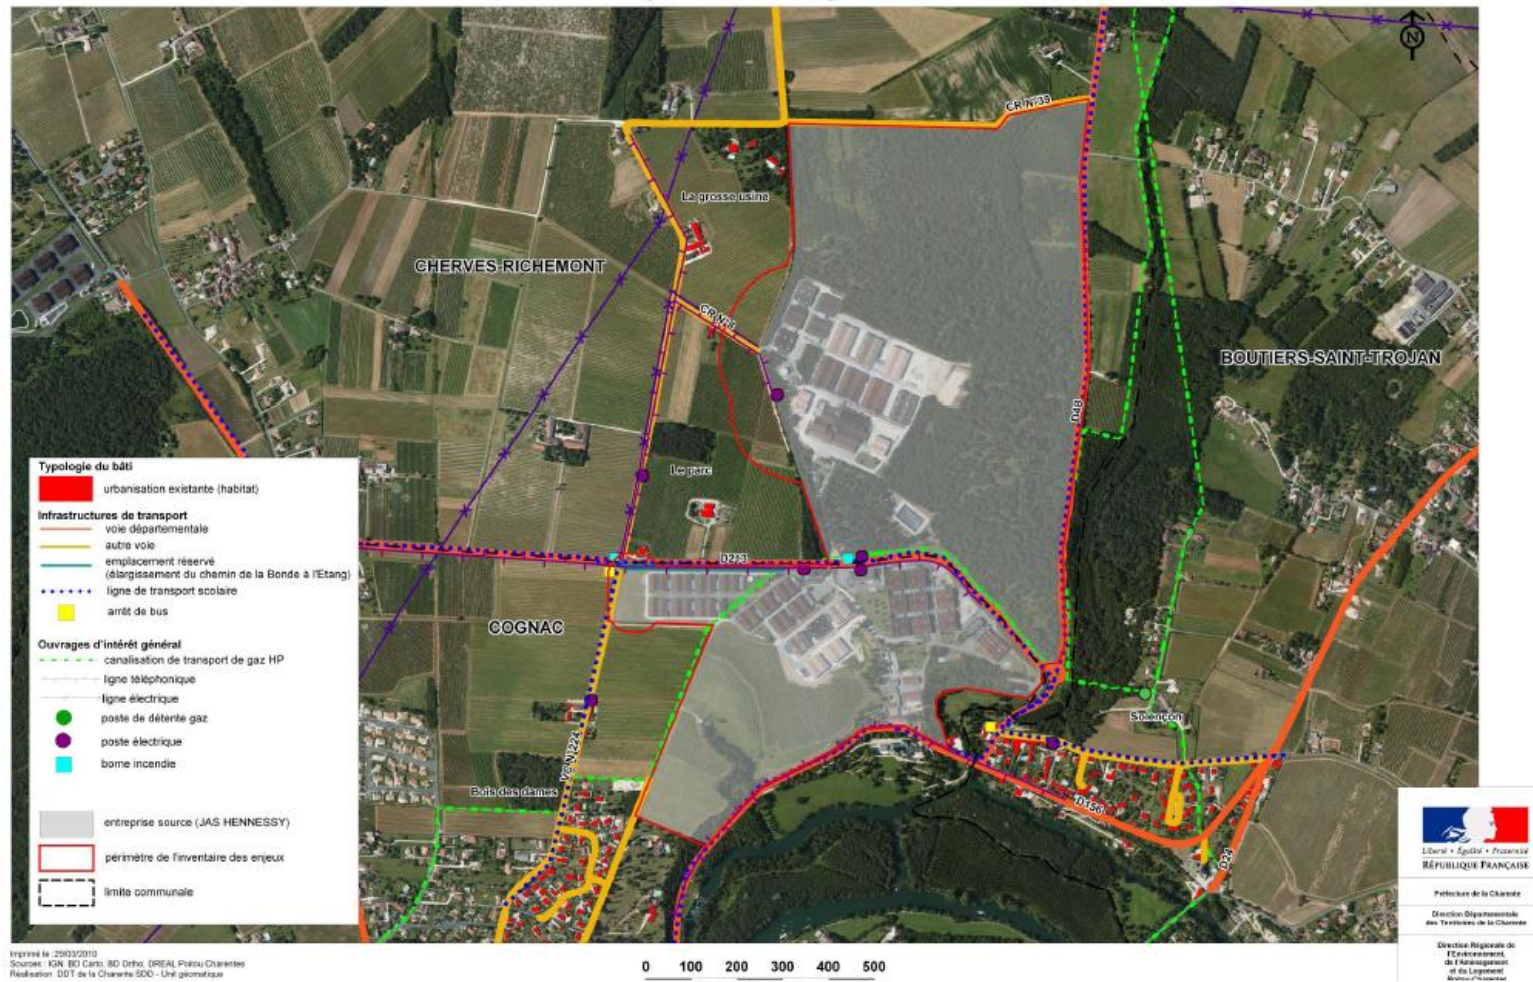 N
CR N°39
La grosse usine
CHERVES-RICHEMONT
CR N°4
BOUTIERS-SAINT-TROJAN
D48
Le parc
D213
COGNAC
Solençon
VC N°224
Bois des dames
D158
D24
Typologie du bâti
urbanisation existante (habitat)
Infrastructures de transport
voie départementale
autre voie
emplacement réservé
(élargissement du chemin de la Bonde à l'Etang)
ligne de transport scolaire
arrêt de bus
Ouvrages d'intérêt général
canalisation de transport de gaz HP
ligne téléphonique
ligne électrique
poste de détente gaz
poste électrique
borne incendie
entreprise source (JAS HENNESSY)
périmètre de l'inventaire des enjeux
limite communale
Liberté • Égalité • Fraternité
RÉPUBLIQUE FRANÇAISE
Préfecture de la Charente
Direction Départementale
des Territoires de la Charente
Direction Régionale de
l'Environnement,
de l'Aménagement
et du Logement
Poitou-Charentes
Imprimé le :29/03/2010
Sources : IGN BD Carto, BD Ortho, DREAL Poitou Charentes
Réalisation DDT de la Charente SDO - Unité géomatique
0 100 200 300 400 500